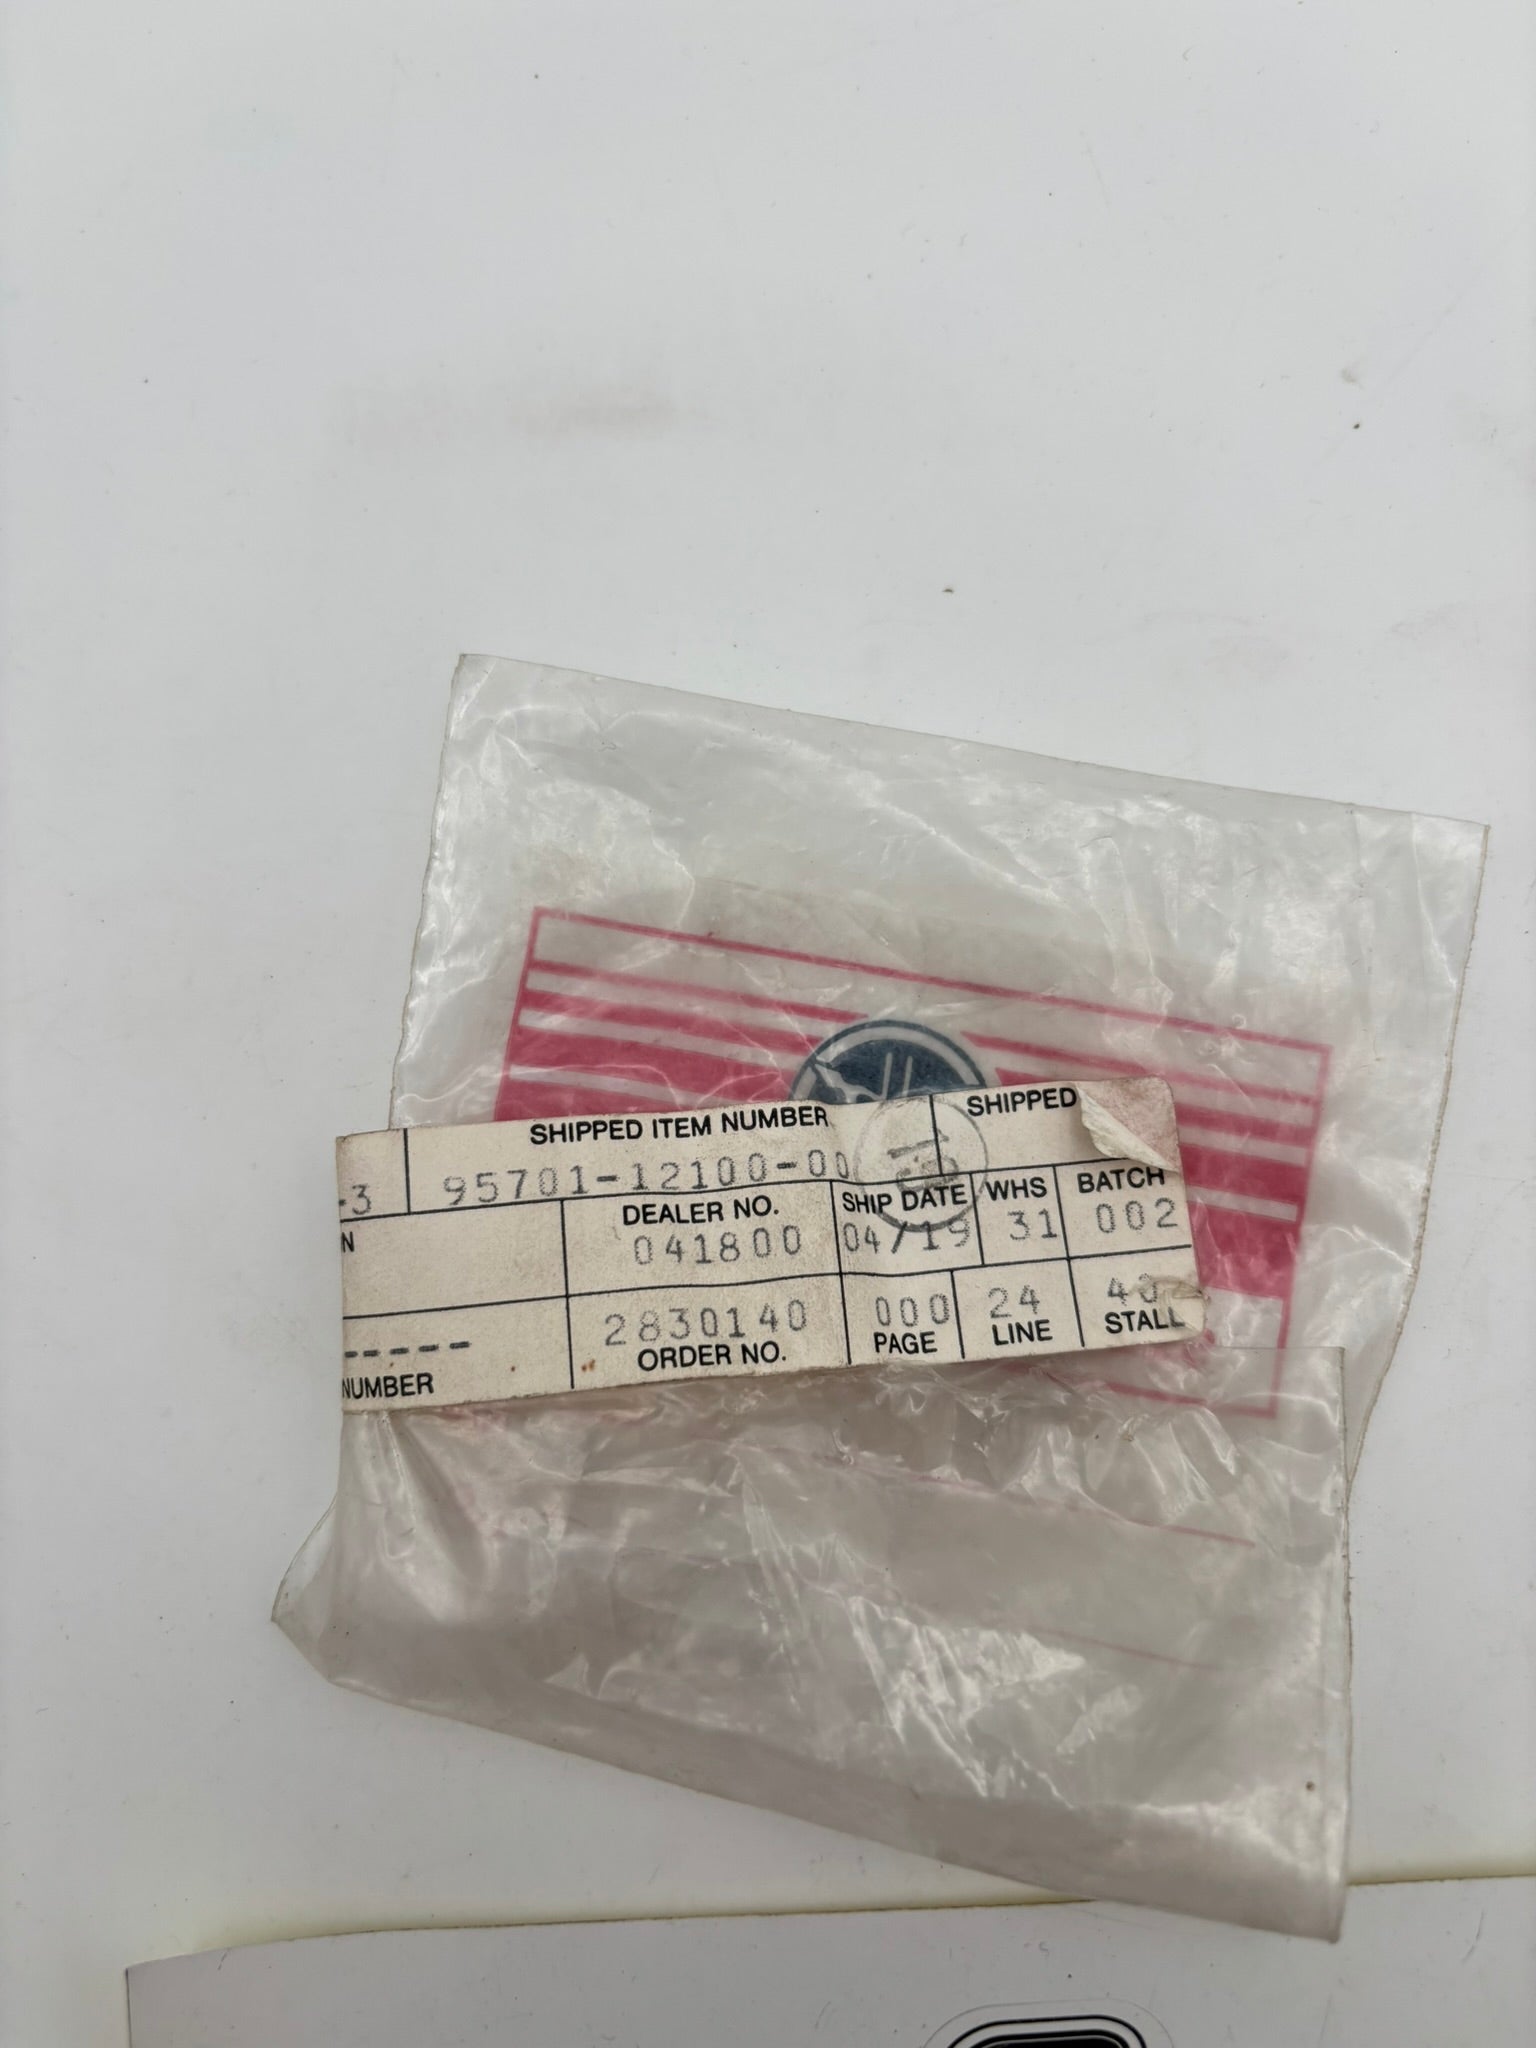 SHIPPED ITEM NUMBER SHIPPED
-3 95701-12100-00
DEALER NO. SHIP DATE WHS BATCH
N 041800 04/19 31 002
----- 2830140 000 24
NUMBER ORDER NO. PAGE LINE STALL